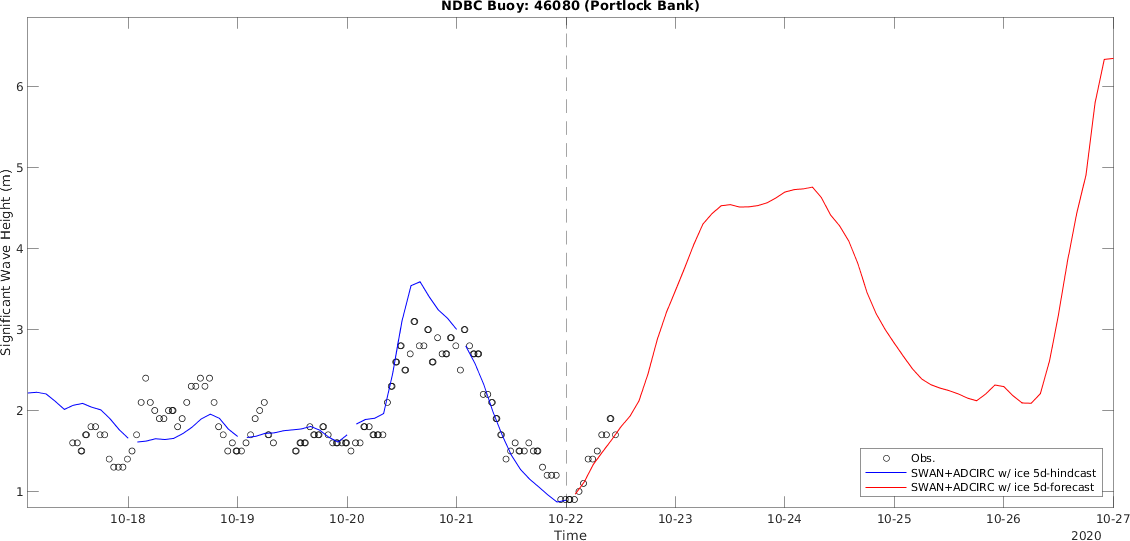 NDBC Buoy: 46080 (Portlock Bank)
Significant Wave Height (m)
6
5
4
3
2
1
Obs.
SWAN+ADCIRC w/ ice 5d-hindcast
SWAN+ADCIRC w/ ice 5d-forecast
10-18 10-19 10-20 10-21 10-22 10-23 10-24 10-25 10-26 10-27
Time
2020